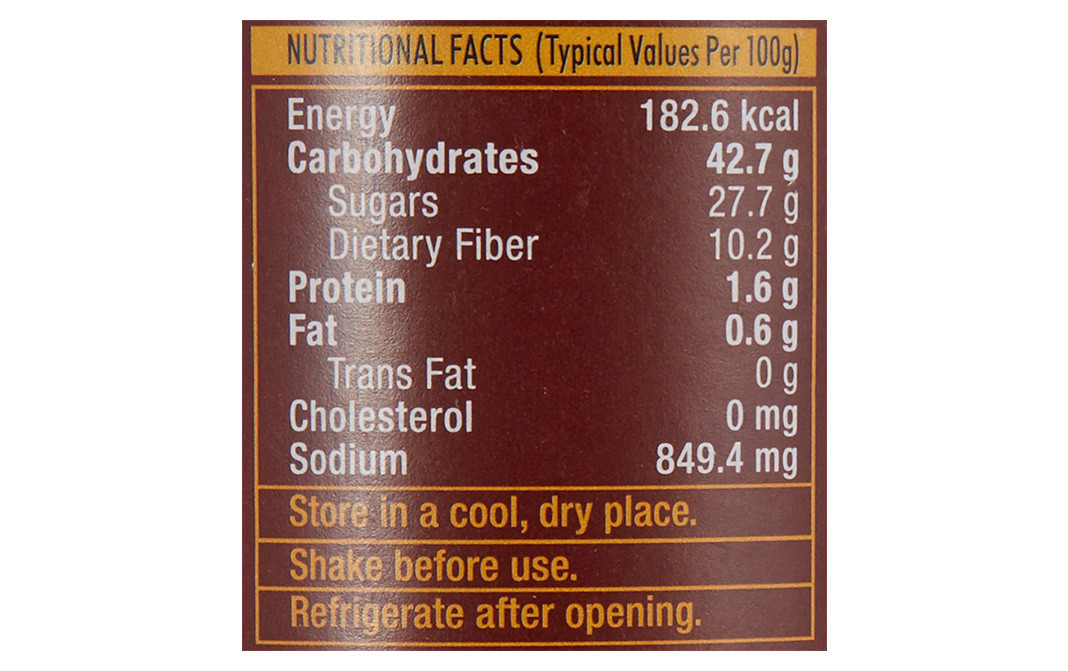 NUTRITIONAL FACTS (Typical Values Per 100g)
Energy 182.6 kcal
Carbohydrates 42.7 g
Sugars 27.7 g
Dietary Fiber 10.2 g
Protein 1.6 g
Fat 0.6 g
Trans Fat 0 g
Cholesterol 0 mg
Sodium 849.4 mg
Store in a cool, dry place.
Shake before use.
Refrigerate after opening.